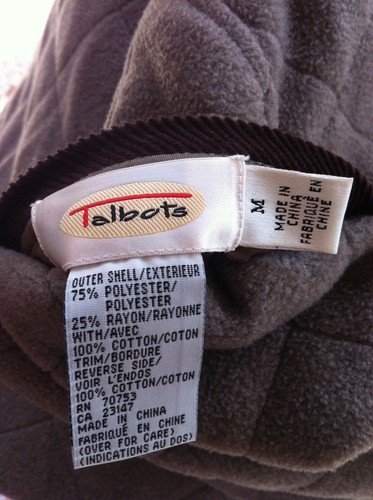 Talbots
M
MADE IN
CHINA
FABRIQUÉ EN
CHINE
OUTER SHELL/EXTERIEUR
75% POLYESTER/
POLYESTER
25% RAYON/RAYONNE
WITH/AVEC
100% COTTON/COTON
TRIM/BORDURE
REVERSE SIDE/
VOIR L'ENDOS
100% COTTON/COTON
RN 70753
CA 23147
MADE IN CHINA
FABRIQUÉ EN CHINE
(OVER FOR CARE)
(INDICATIONS AU DOS)